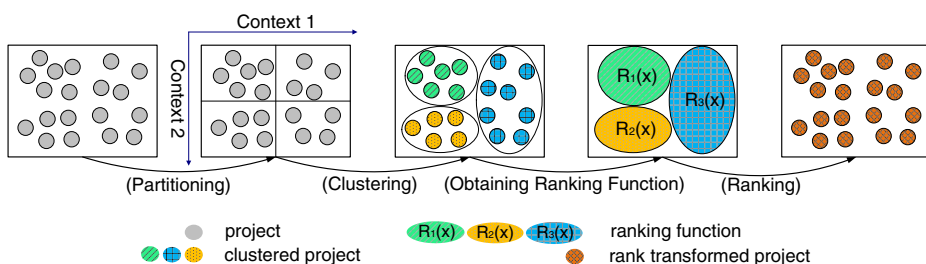 Context 1
Context 2
R1(x)
R2(x)
R3(x)
(Partitioning)
(Clustering)
(Obtaining Ranking Function)
(Ranking)
project
R1(x) R2(x) R3(x) ranking function
clustered project
rank transformed project